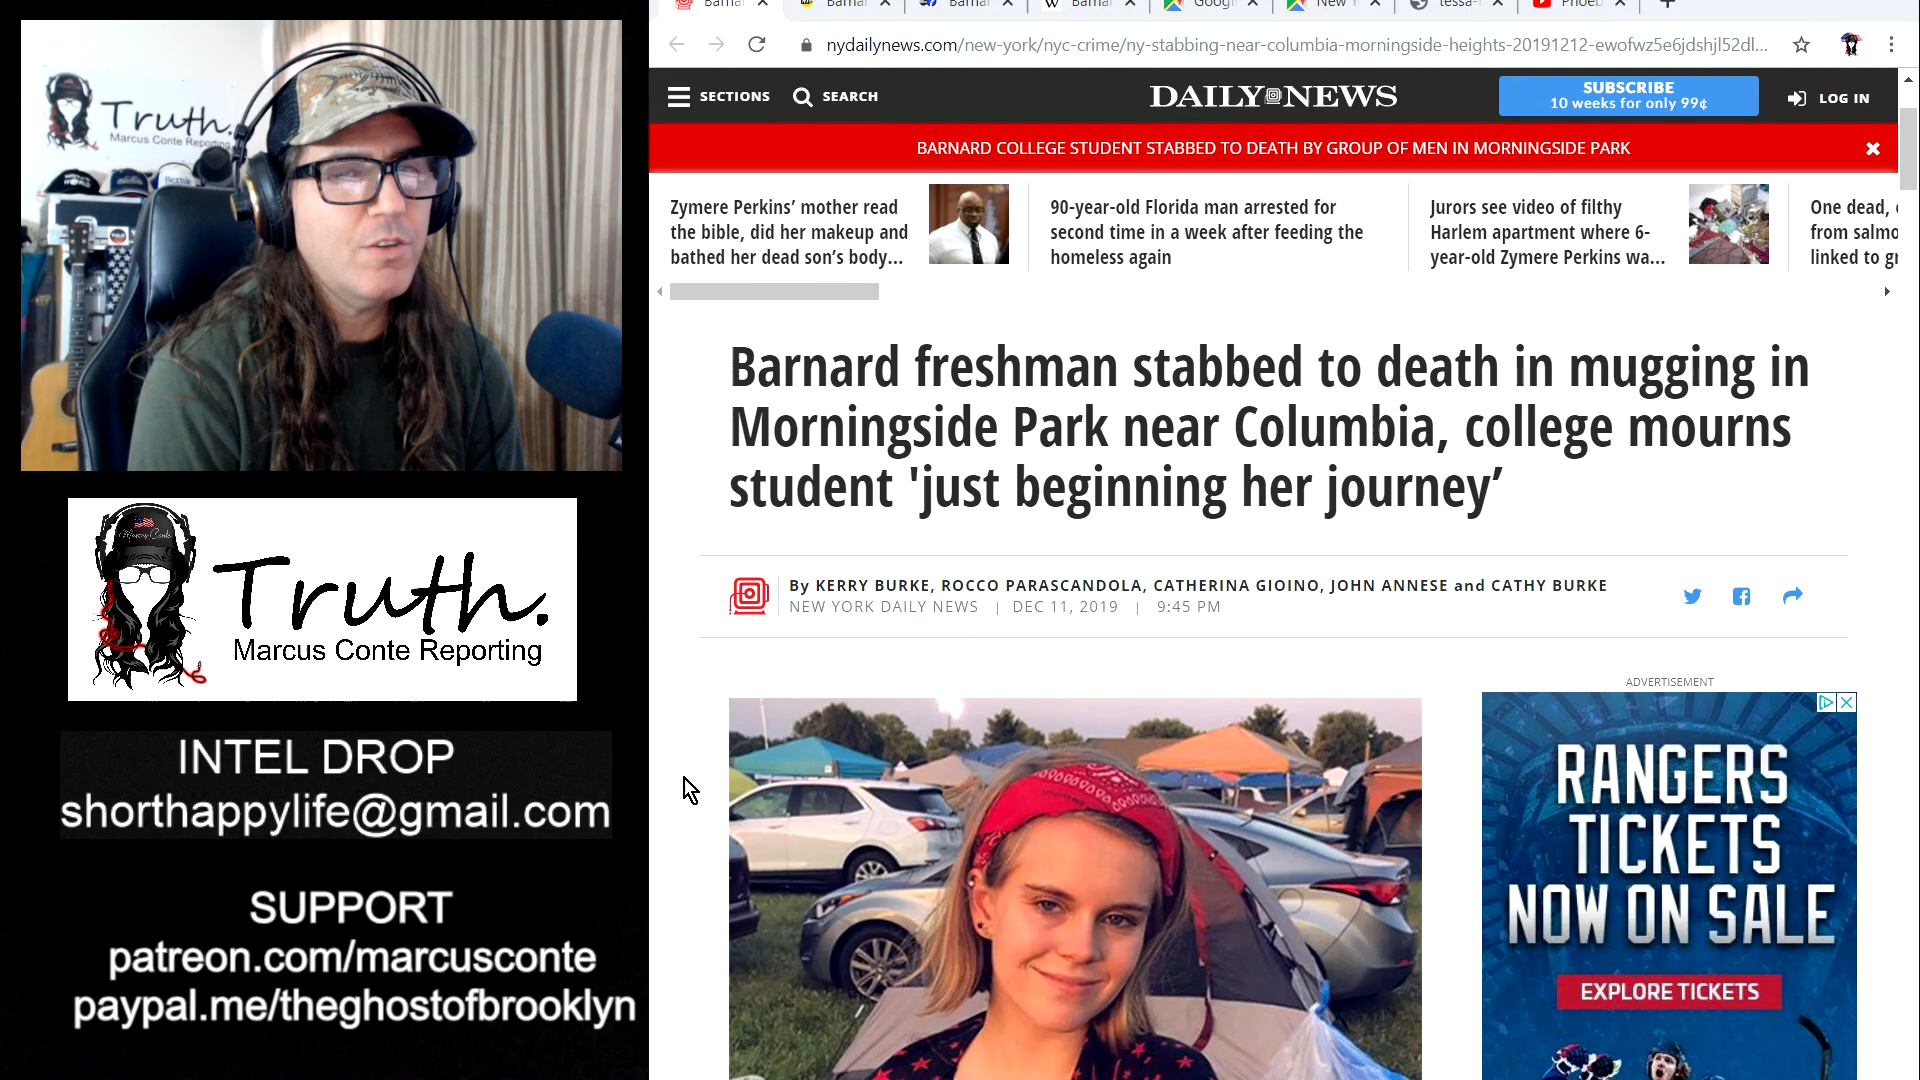 Truth.
Marcus Conte Reporting
Bernie
Truth.
Marcus Conte Reporting
INTEL DROP
shorthappylife@gmail.com
SUPPORT
patreon.com/marcusconte
paypal.me/theghostofbrooklyn
nydailynews.com/new-york/nyc-crime/ny-stabbing-near-columbia-morningside-heights-20191212-ewofwz5e6jdshjl52dl...
SECTIONS
SEARCH
DAILY NEWS
SUBSCRIBE
10 weeks for only 99¢
LOG IN
BARNARD COLLEGE STUDENT STABBED TO DEATH BY GROUP OF MEN IN MORNINGSIDE PARK
Zymere Perkins’ mother read
the bible, did her makeup and
bathed her dead son’s body...
90-year-old Florida man arrested for
second time in a week after feeding the
homeless again
Jurors see video of filthy
Harlem apartment where 6-
year-old Zymere Perkins wa...
One dead,
from salmo
linked to gr
Barnard freshman stabbed to death in mugging in
Morningside Park near Columbia, college mourns
student 'just beginning her journey’
By KERRY BURKE, ROCCO PARASCANDOLA, CATHERINA GIOINO, JOHN ANNESE and CATHY BURKE
NEW YORK DAILY NEWS | DEC 11, 2019 | 9:45 PM
ADVERTISEMENT
RANGERS
TICKETS
NOW ON SALE
EXPLORE TICKETS